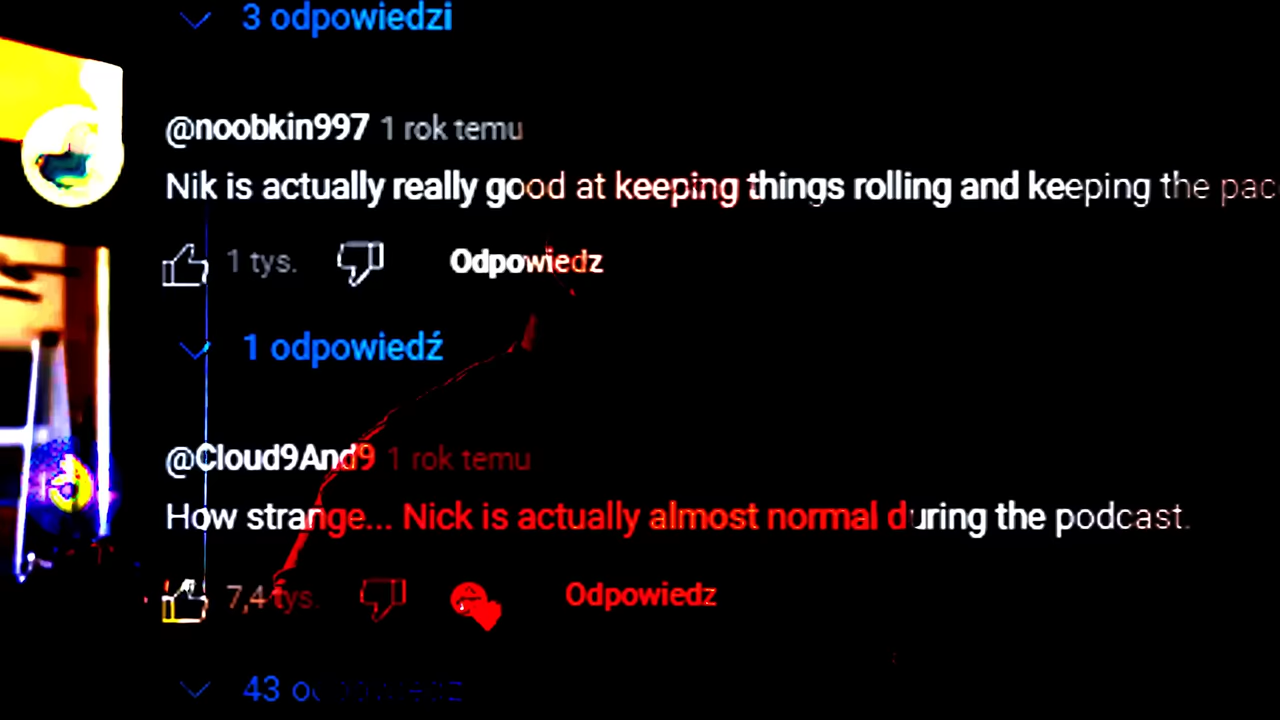 3 odpowiedzi
@noobkin997 1 rok temu
Nik is actually really good at keeping things rolling and keeping the pac
1 tys. Odpowiedz
1 odpowiedź
@Cloud9And9 1 rok temu
How strange... Nick is actually almost normal during the podcast.
7,4 tys. Odpowiedz
43